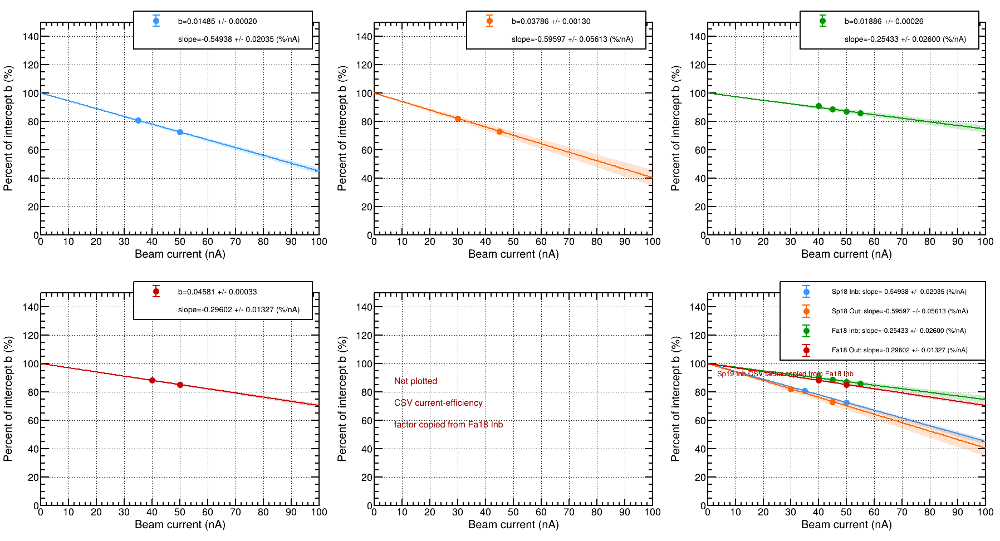 b=0.01485 +/- 0.00020
slope=-0.54938 +/- 0.02035 (%/nA)
Percent of intercept b (%)
140
120
100
80
60
40
20
0
0 10 20 30 40 50 60 70 80 90 100
Beam current (nA)
b=0.03786 +/- 0.00130
slope=-0.59597 +/- 0.05613 (%/nA)
Percent of intercept b (%)
140
120
100
80
60
40
20
0
0 10 20 30 40 50 60 70 80 90 100
Beam current (nA)
b=0.01886 +/- 0.00026
slope=-0.25433 +/- 0.02600 (%/nA)
Percent of intercept b (%)
140
120
100
80
60
40
20
0
0 10 20 30 40 50 60 70 80 90 100
Beam current (nA)
b=0.04581 +/- 0.00033
slope=-0.29602 +/- 0.01327 (%/nA)
Percent of intercept b (%)
140
120
100
80
60
40
20
0
0 10 20 30 40 50 60 70 80 90 100
Beam current (nA)
Percent of intercept b (%)
140
120
100
80
60
40
20
0
Not plotted
CSV current-efficiency
factor copied from Fa18 Inb
0 10 20 30 40 50 60 70 80 90 100
Beam current (nA)
Sp18 Inb: slope=-0.54938 +/- 0.02035 (%/nA)
Sp18 Out: slope=-0.59597 +/- 0.05613 (%/nA)
Fa18 Inb: slope=-0.25433 +/- 0.02600 (%/nA)
Fa18 Out: slope=-0.29602 +/- 0.01327 (%/nA)
Percent of intercept b (%)
140
120
100
80
60
40
20
0
Sp19 Inb CSV factor copied from Fa18 Inb
0 10 20 30 40 50 60 70 80 90 100
Beam current (nA)